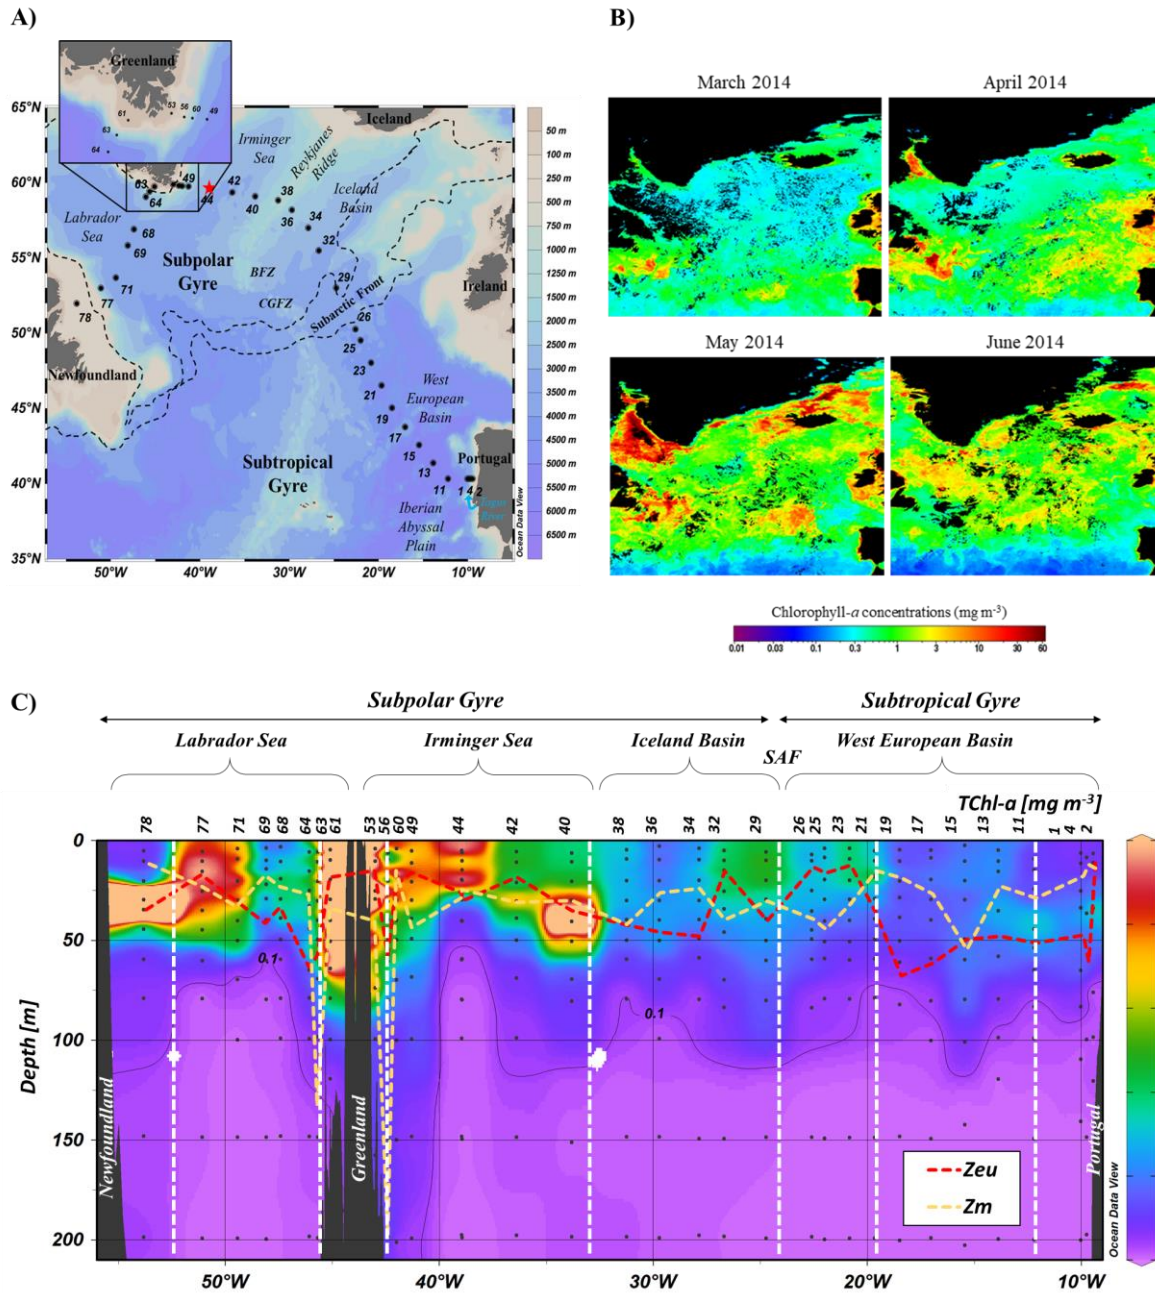 A)
Greenland
53
56
60
49
61
63
64
65°N
60°N
55°N
50°N
45°N
40°N
35°N
50°W
40°W
30°W
20°W
10°W
Iceland
Irminger
Sea
Reykjanes
Ridge
Iceland
Basin
63
49
64
44
42
40
38
36
34
32
29
26
25
23
21
19
17
15
13
11
1
4
2
68
69
71
77
78
Labrador
Sea
Subpolar
Gyre
BFZ
CGFZ
Subarctic Front
Ireland
Newfoundland
West
European
Basin
Subtropical
Gyre
Portugal
Iberian
Abyssal
Plain
50 m
100 m
250 m
500 m
750 m
1000 m
1250 m
1500 m
2000 m
2500 m
3000 m
3500 m
4000 m
4500 m
5000 m
5500 m
6000 m
6500 m
Ocean Data View
B)
March 2014
April 2014
May 2014
June 2014
Chlorophyll-a concentrations (mg m-3)
0.01 0.03 0.1 0.3 1 3 10 30 60
C)
Subpolar Gyre
Subtropical Gyre
Labrador Sea
Irminger Sea
Iceland Basin
SAF
West European Basin
TChl-a [mg m-3]
78 77 71 69 68 64 63 61 53 56 60 49 44 42 40 38 36 34 32 29 26 25 23 21 19 17 15 13 11 1 4 2
0
50
100
150
200
Depth [m]
0.1
0.1
Newfoundland
Greenland
Portugal
Zeu
Zm
Ocean Data View
50°W
40°W
30°W
20°W
10°W